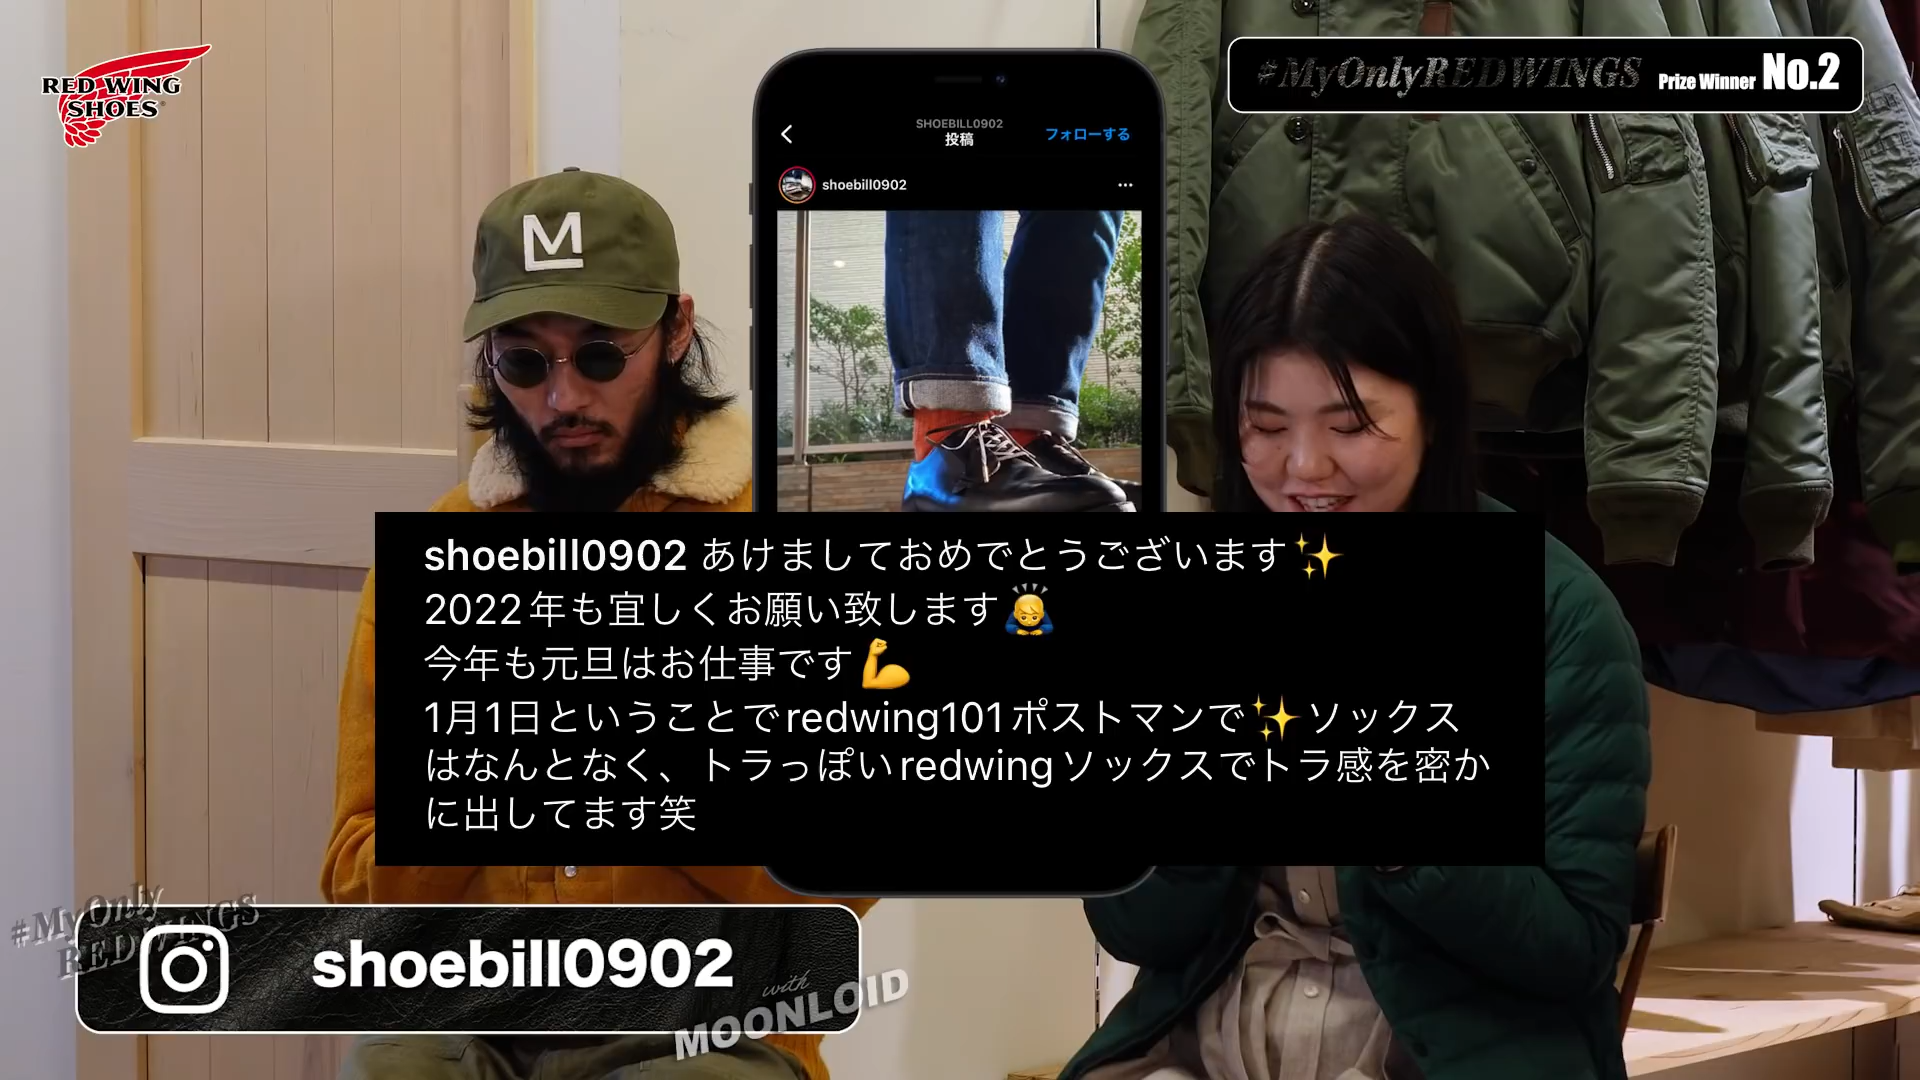 RED WING
SHOES
#MyOnlyREDWINGS Prize Winner No.2
SHOEBILL0902
投稿
フォローする
shoebill0902
M
shoebill0902 あけましておめでとうございます✨
2022年も宜しくお願い致します🙇
今年も元旦はお仕事です💪
1月1日ということでredwing101ポストマンで✨ソックス
はなんとなく、トラっぽいredwingソックスでトラ感を密か
に出してます笑
#MyOnly
REDWINGS
shoebill0902
with
MOONLOID